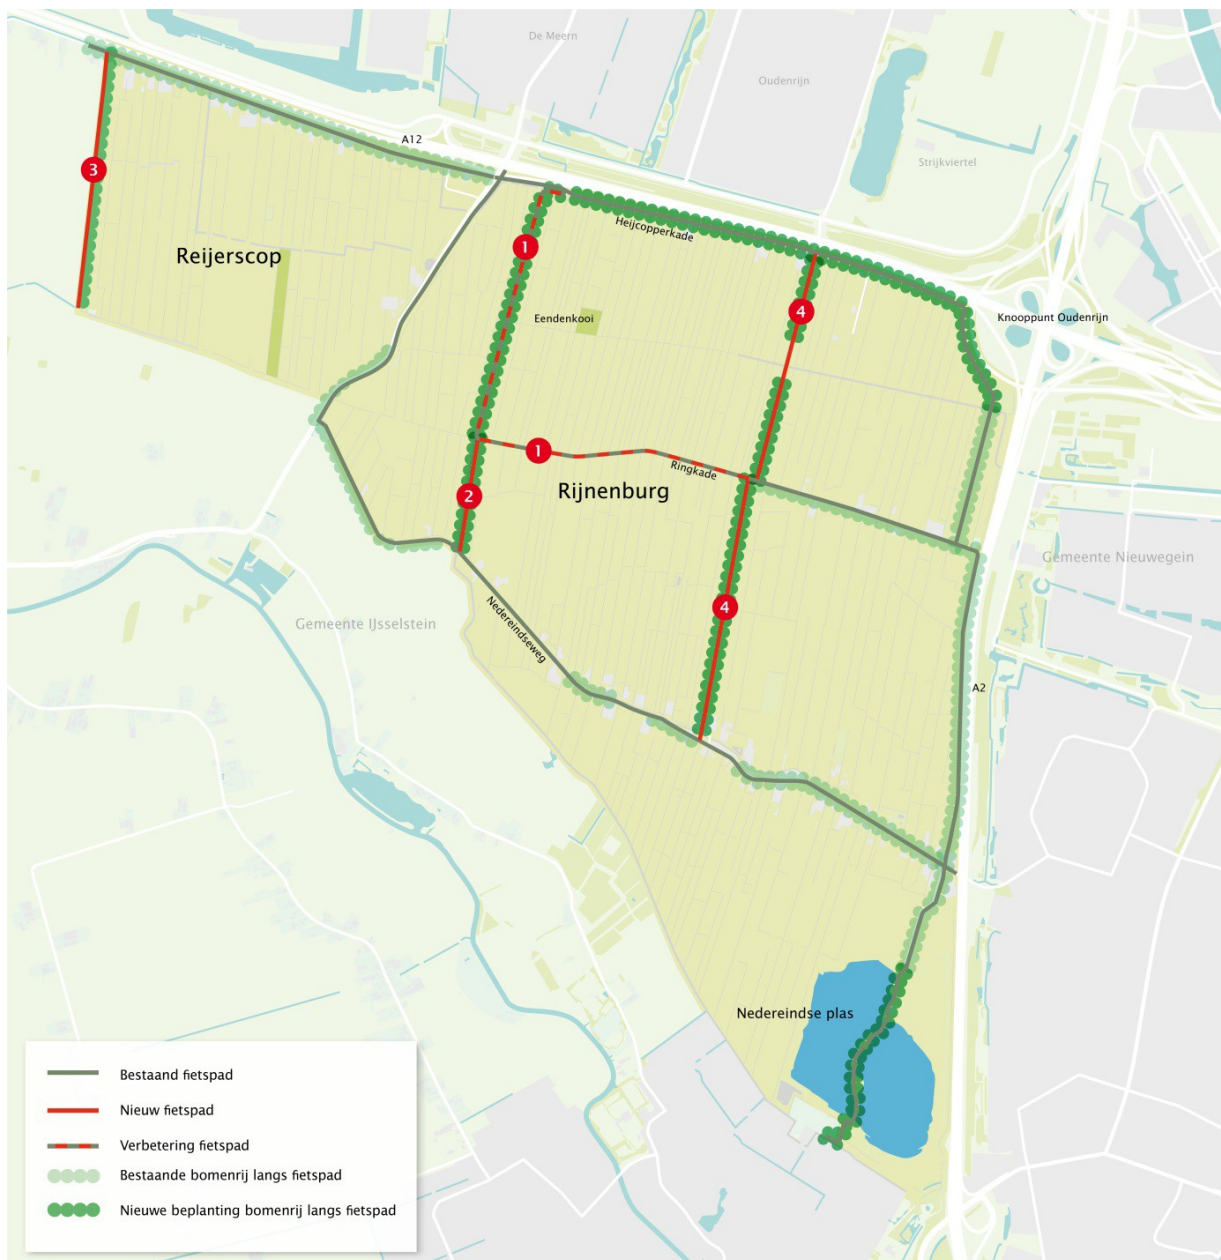 De Meern
Oudenrijn
A12
Strijkviertel
3
Heijcopperkade
Reijerscop
1
4
Eendenkooi
Knooppunt Oudenrijn
1
Ringkade
Rijnenburg
2
Gemeente Nieuwegein
4
Gemeente IJsselstein
Nedereindseweg
A2
Nedereindse plas
Bestaand fietspad
Nieuw fietspad
Verbetering fietspad
Bestaande bomenrij langs fietspad
Nieuwe beplanting bomenrij langs fietspad